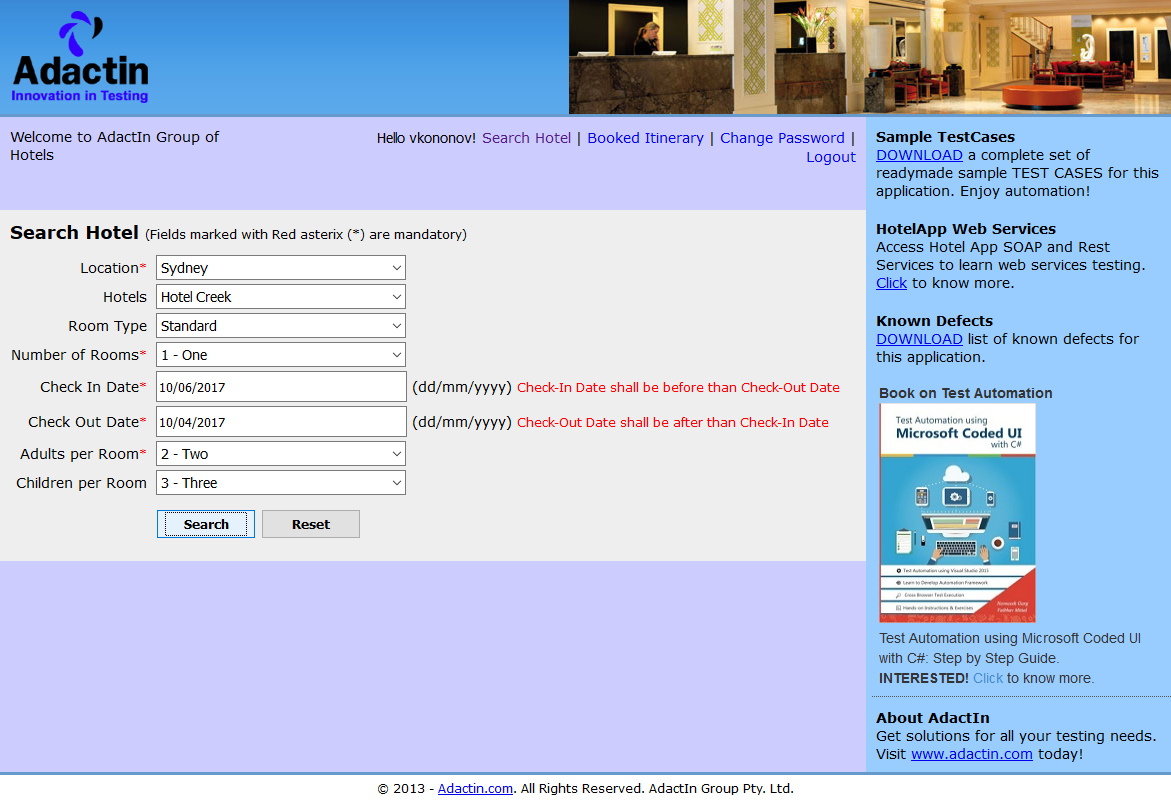 Adactin
Innovation in Testing
Welcome to AdactIn Group of
Hotels
Hello vkononov! Search Hotel | Booked Itinerary | Change Password |
Logout
Search Hotel (Fields marked with Red asterix (*) are mandatory)
Location* Sydney
Hotels Hotel Creek
Room Type Standard
Number of Rooms* 1 - One
Check In Date* 10/06/2017 (dd/mm/yyyy) Check-In Date shall be before than Check-Out Date
Check Out Date* 10/04/2017 (dd/mm/yyyy) Check-Out Date shall be after than Check-In Date
Adults per Room* 2 - Two
Children per Room 3 - Three
Search Reset
Sample TestCases
DOWNLOAD a complete set of
readymade sample TEST CASES for this
application. Enjoy automation!
HotelApp Web Services
Access Hotel App SOAP and Rest
Services to learn web services testing.
Click to know more.
Known Defects
DOWNLOAD list of known defects for
this application.
Book on Test Automation
Test Automation using
Microsoft Coded UI
with C#
Test Automation using Visual Studio 2013
Learn to Develop Automation Framework
Cross Browser Test Execution
Hands on Instructions & Exercises
Test Automation using Microsoft Coded UI
with C#: Step by Step Guide.
INTERESTED! Click to know more.
About AdactIn
Get solutions for all your testing needs.
Visit www.adactin.com today!
© 2013 - Adactin.com. All Rights Reserved. AdactIn Group Pty. Ltd.